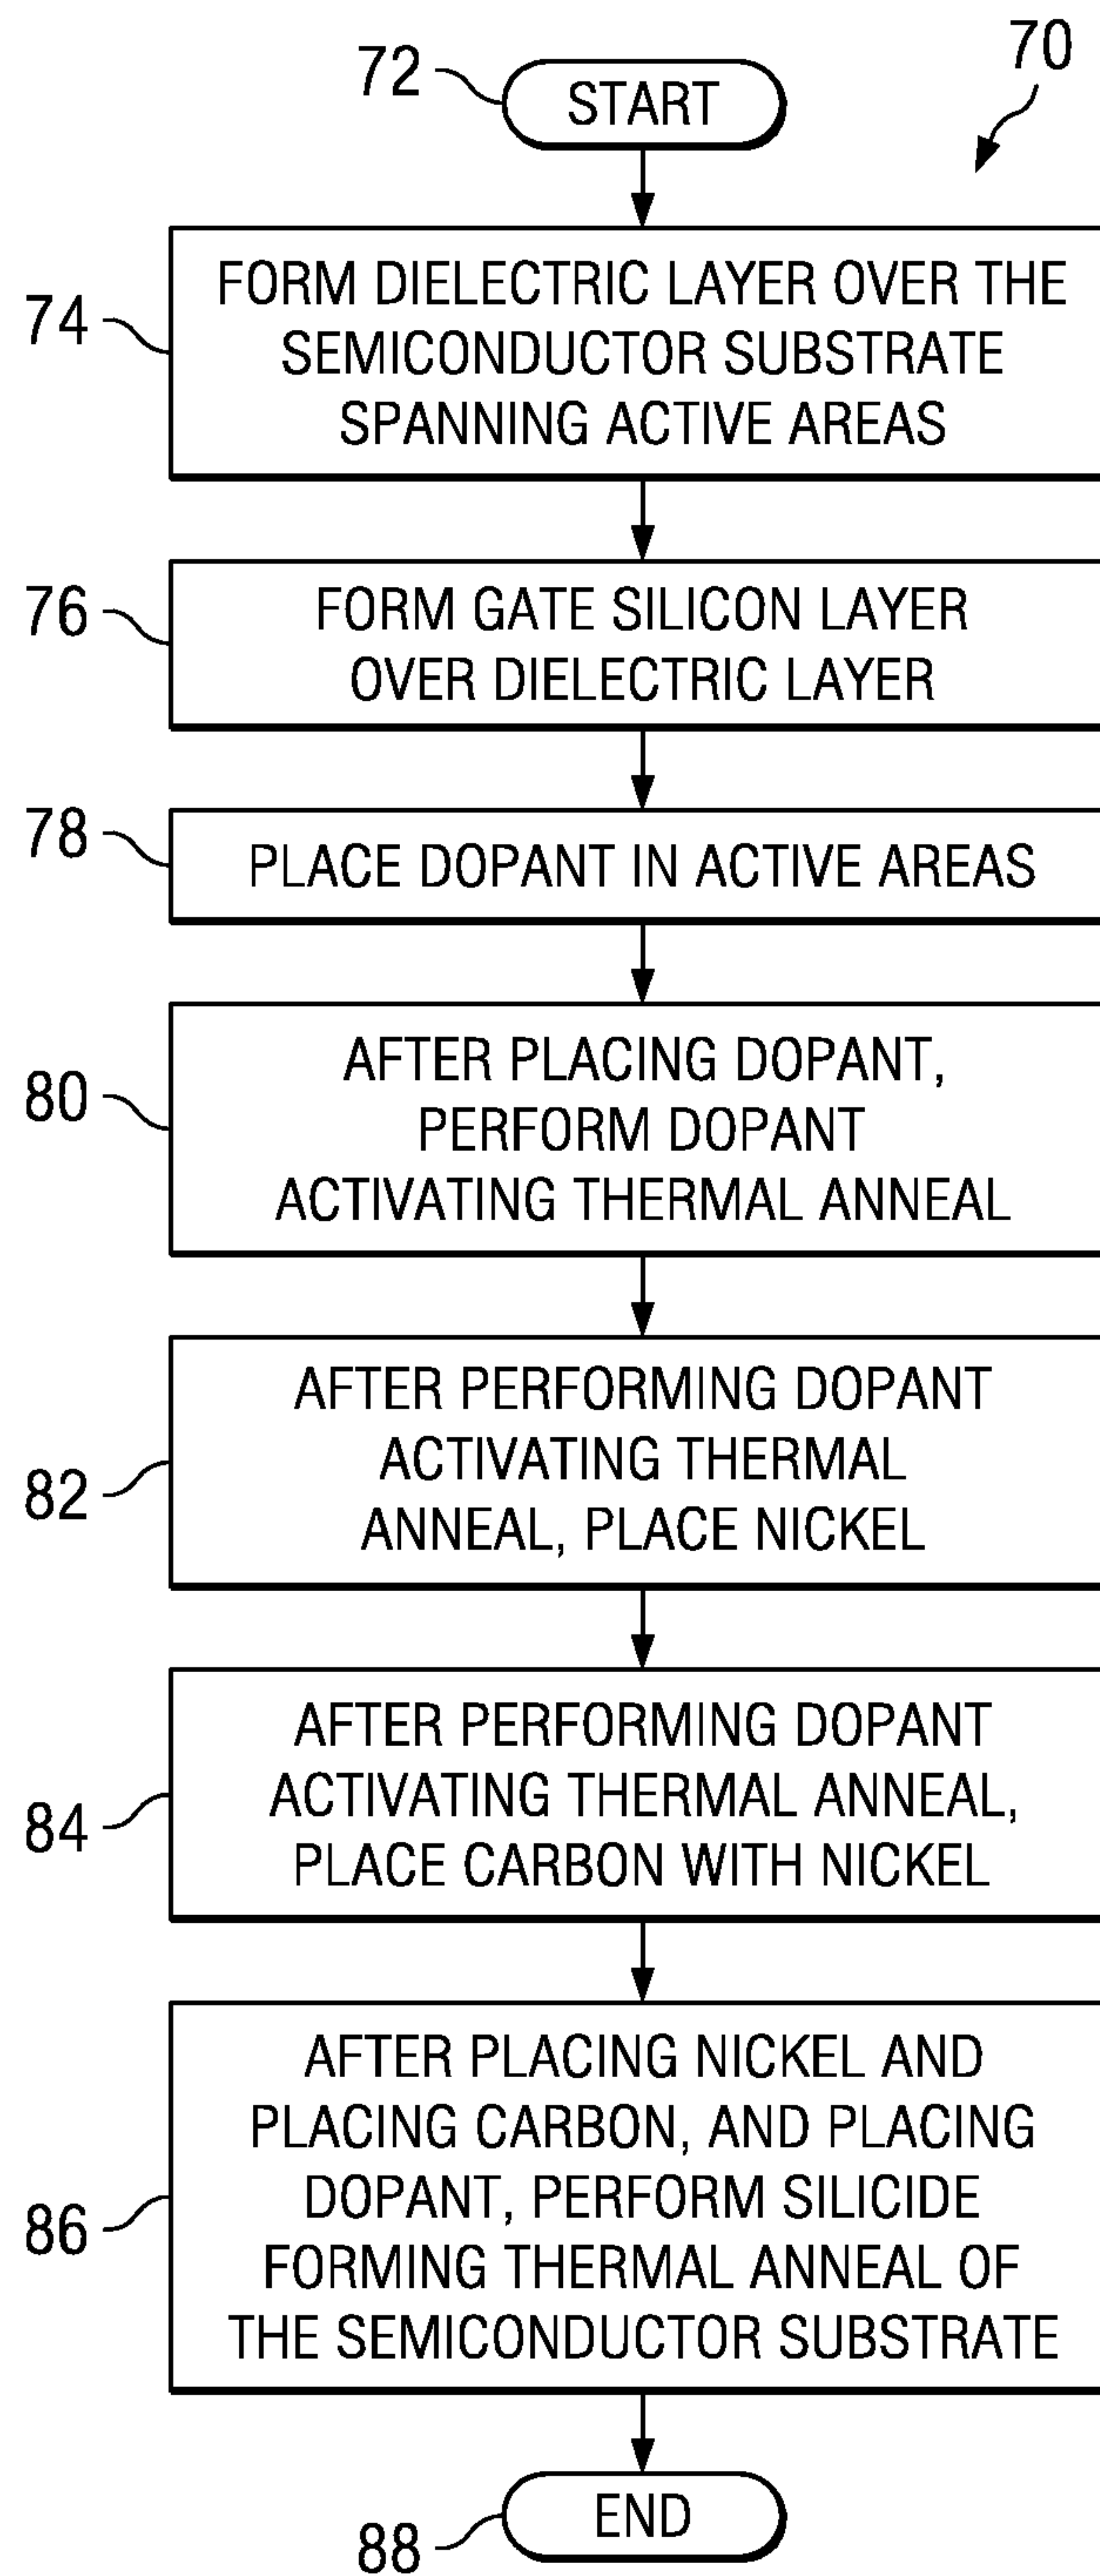 70
72
START
74
FORM DIELECTRIC LAYER OVER THE
SEMICONDUCTOR SUBSTRATE
SPANNING ACTIVE AREAS
76
FORM GATE SILICON LAYER
OVER DIELECTRIC LAYER
78
PLACE DOPANT IN ACTIVE AREAS
80
AFTER PLACING DOPANT,
PERFORM DOPANT
ACTIVATING THERMAL ANNEAL
82
AFTER PERFORMING DOPANT
ACTIVATING THERMAL
ANNEAL, PLACE NICKEL
84
AFTER PERFORMING DOPANT
ACTIVATING THERMAL ANNEAL,
PLACE CARBON WITH NICKEL
86
AFTER PLACING NICKEL AND
PLACING CARBON, AND PLACING
DOPANT, PERFORM SILICIDE
FORMING THERMAL ANNEAL OF
THE SEMICONDUCTOR SUBSTRATE
88
END